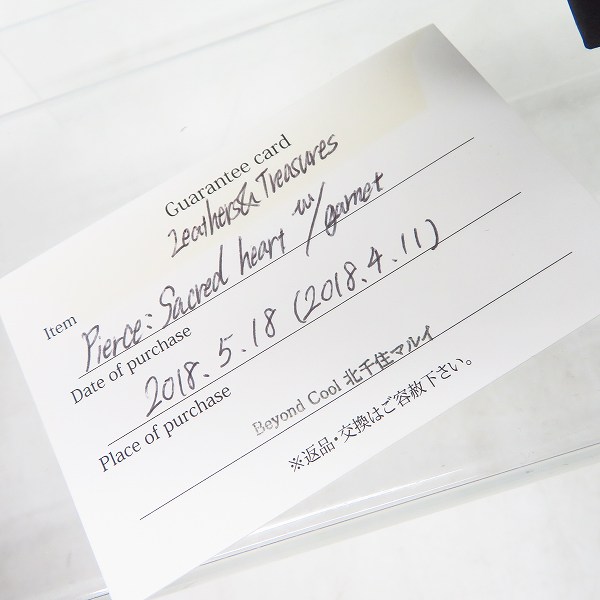 Guarantee card
Leathers & Treasures
Item Pierce: Sacred heart w/garnet
Date of purchase
2018. 5. 18 (2018. 4. 11)
Place of purchase
Beyond Cool 北千住マルイ
※返品・交換はご容赦下さい。